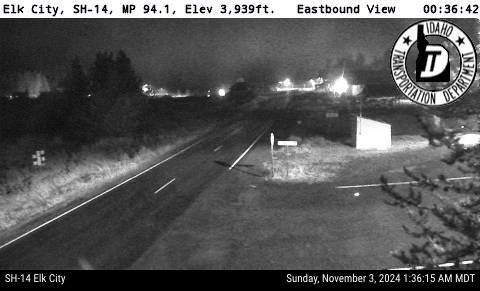 Elk City, SH-14, MP 94.1, Elev 3,939ft. Eastbound View 00:36:42
IDAHO
TRANSPORTATION DEPARTMENT
SH-14 Elk City Sunday, November 3, 2024 1:36:15 AM MDT